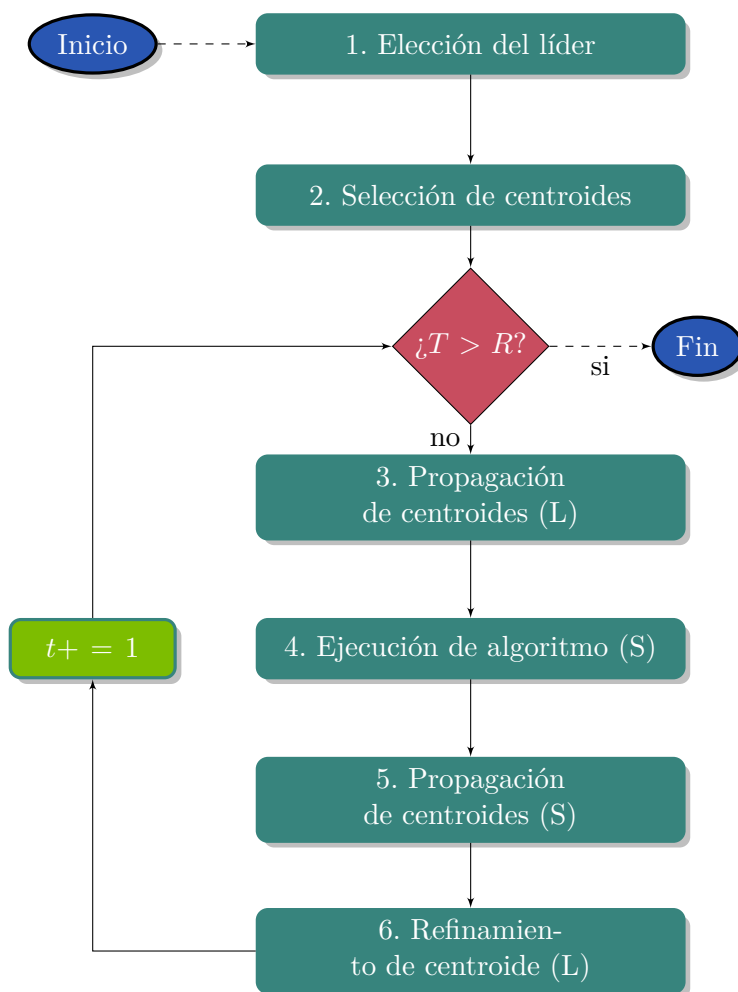 Inicio
1. Elección del líder
2. Selección de centroides
¿T > R?
si
Fin
no
3. Propagación
de centroides (L)
t+ = 1
4. Ejecución de algoritmo (S)
5. Propagación
de centroides (S)
6. Refinamien-
to de centroide (L)